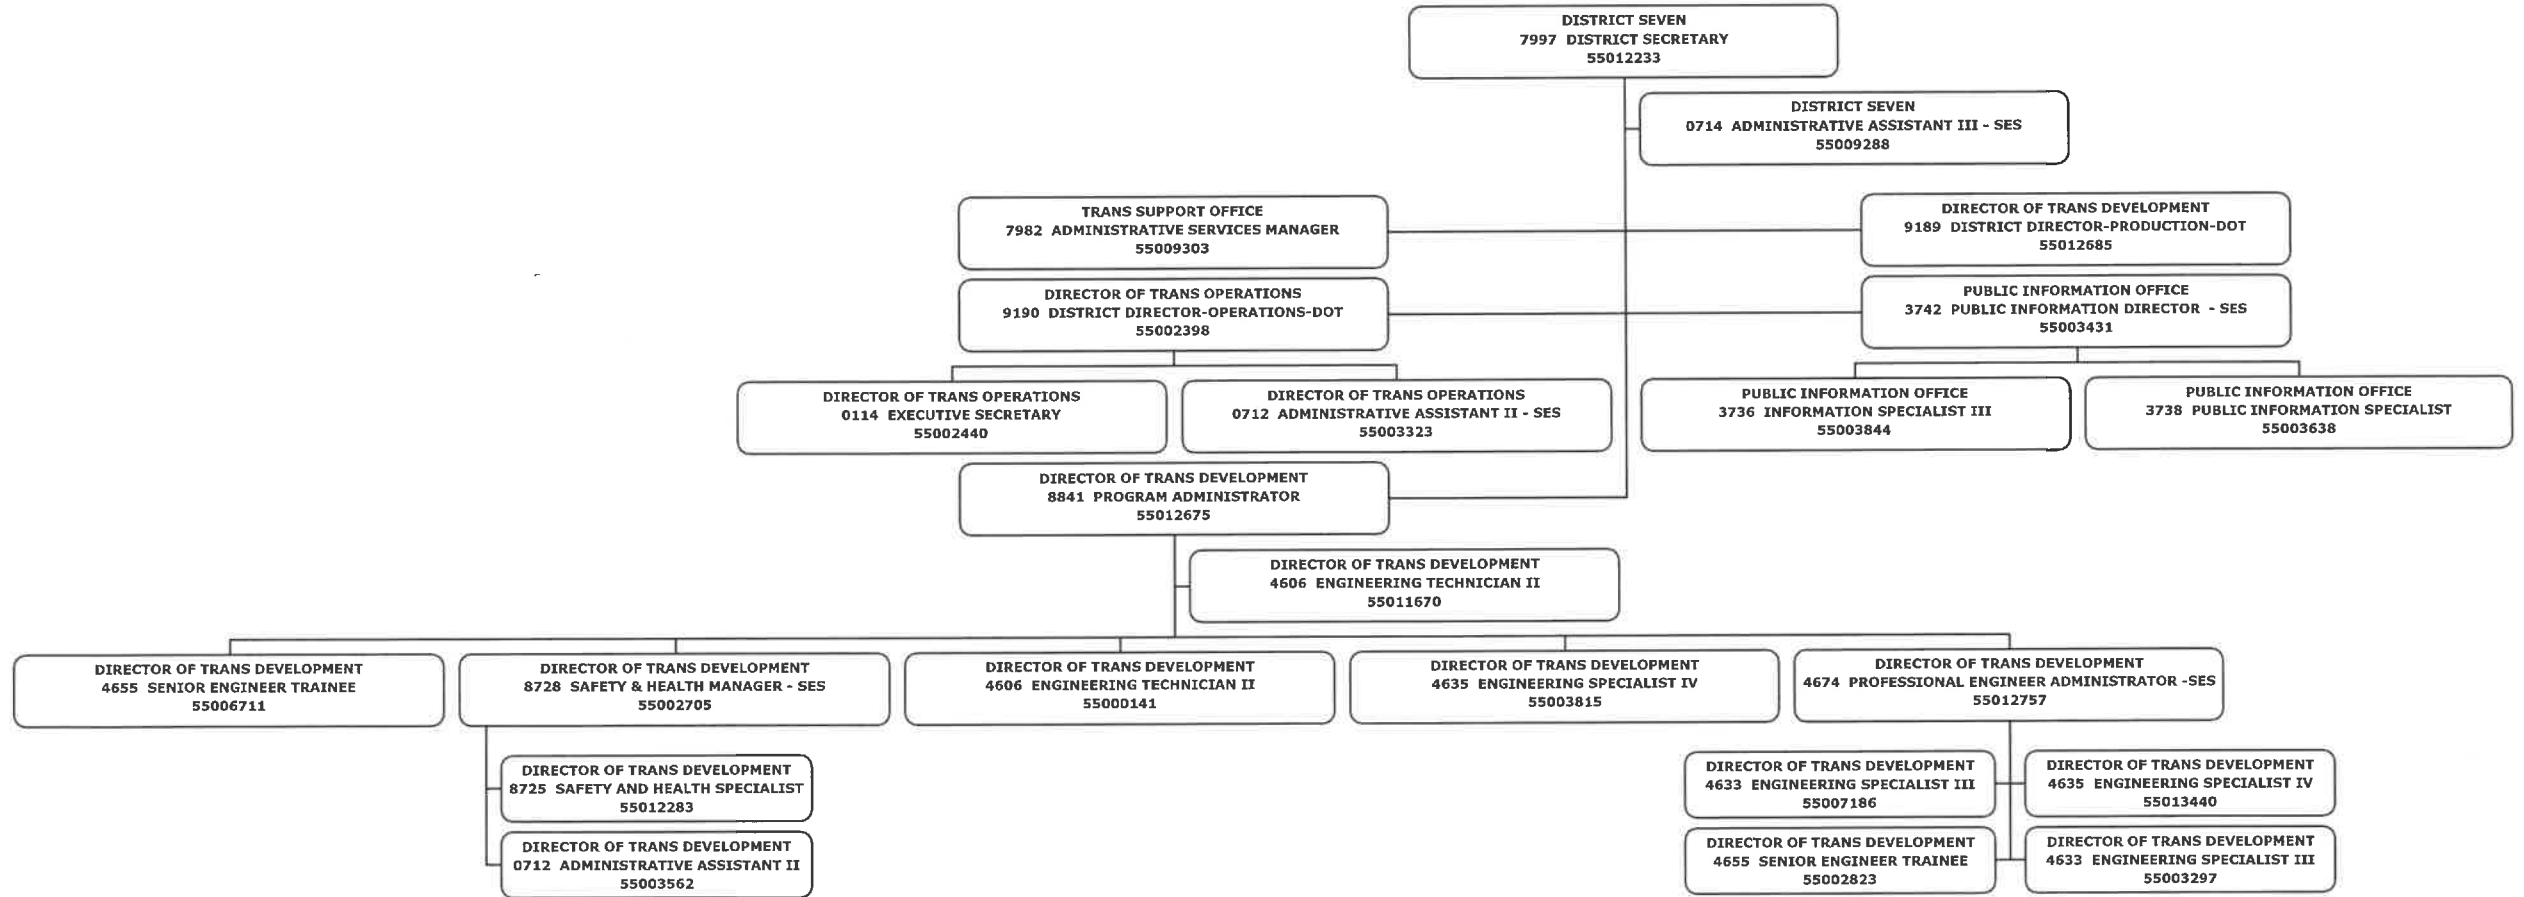 DISTRICT SEVEN
7997 DISTRICT SECRETARY
55012233
DISTRICT SEVEN
0714 ADMINISTRATIVE ASSISTANT III - SES
55009288
TRANS SUPPORT OFFICE
7982 ADMINISTRATIVE SERVICES MANAGER
55009303
DIRECTOR OF TRANS DEVELOPMENT
9189 DISTRICT DIRECTOR-PRODUCTION-DOT
55012685
DIRECTOR OF TRANS OPERATIONS
9190 DISTRICT DIRECTOR-OPERATIONS-DOT
55002398
PUBLIC INFORMATION OFFICE
3742 PUBLIC INFORMATION DIRECTOR - SES
55003431
DIRECTOR OF TRANS OPERATIONS
0114 EXECUTIVE SECRETARY
55002440
DIRECTOR OF TRANS OPERATIONS
0712 ADMINISTRATIVE ASSISTANT II - SES
55003323
PUBLIC INFORMATION OFFICE
3736 INFORMATION SPECIALIST III
55003844
PUBLIC INFORMATION OFFICE
3738 PUBLIC INFORMATION SPECIALIST
55003638
DIRECTOR OF TRANS DEVELOPMENT
8841 PROGRAM ADMINISTRATOR
55012675
DIRECTOR OF TRANS DEVELOPMENT
4606 ENGINEERING TECHNICIAN II
55011670
DIRECTOR OF TRANS DEVELOPMENT
4655 SENIOR ENGINEER TRAINEE
55006711
DIRECTOR OF TRANS DEVELOPMENT
8728 SAFETY & HEALTH MANAGER - SES
55002705
DIRECTOR OF TRANS DEVELOPMENT
4606 ENGINEERING TECHNICIAN II
55000141
DIRECTOR OF TRANS DEVELOPMENT
4635 ENGINEERING SPECIALIST IV
55003815
DIRECTOR OF TRANS DEVELOPMENT
4674 PROFESSIONAL ENGINEER ADMINISTRATOR -SES
55012757
DIRECTOR OF TRANS DEVELOPMENT
8725 SAFETY AND HEALTH SPECIALIST
55012283
DIRECTOR OF TRANS DEVELOPMENT
0712 ADMINISTRATIVE ASSISTANT II
55003562
DIRECTOR OF TRANS DEVELOPMENT
4633 ENGINEERING SPECIALIST III
55007186
DIRECTOR OF TRANS DEVELOPMENT
4635 ENGINEERING SPECIALIST IV
55013440
DIRECTOR OF TRANS DEVELOPMENT
4655 SENIOR ENGINEER TRAINEE
55002823
DIRECTOR OF TRANS DEVELOPMENT
4633 ENGINEERING SPECIALIST III
55003297